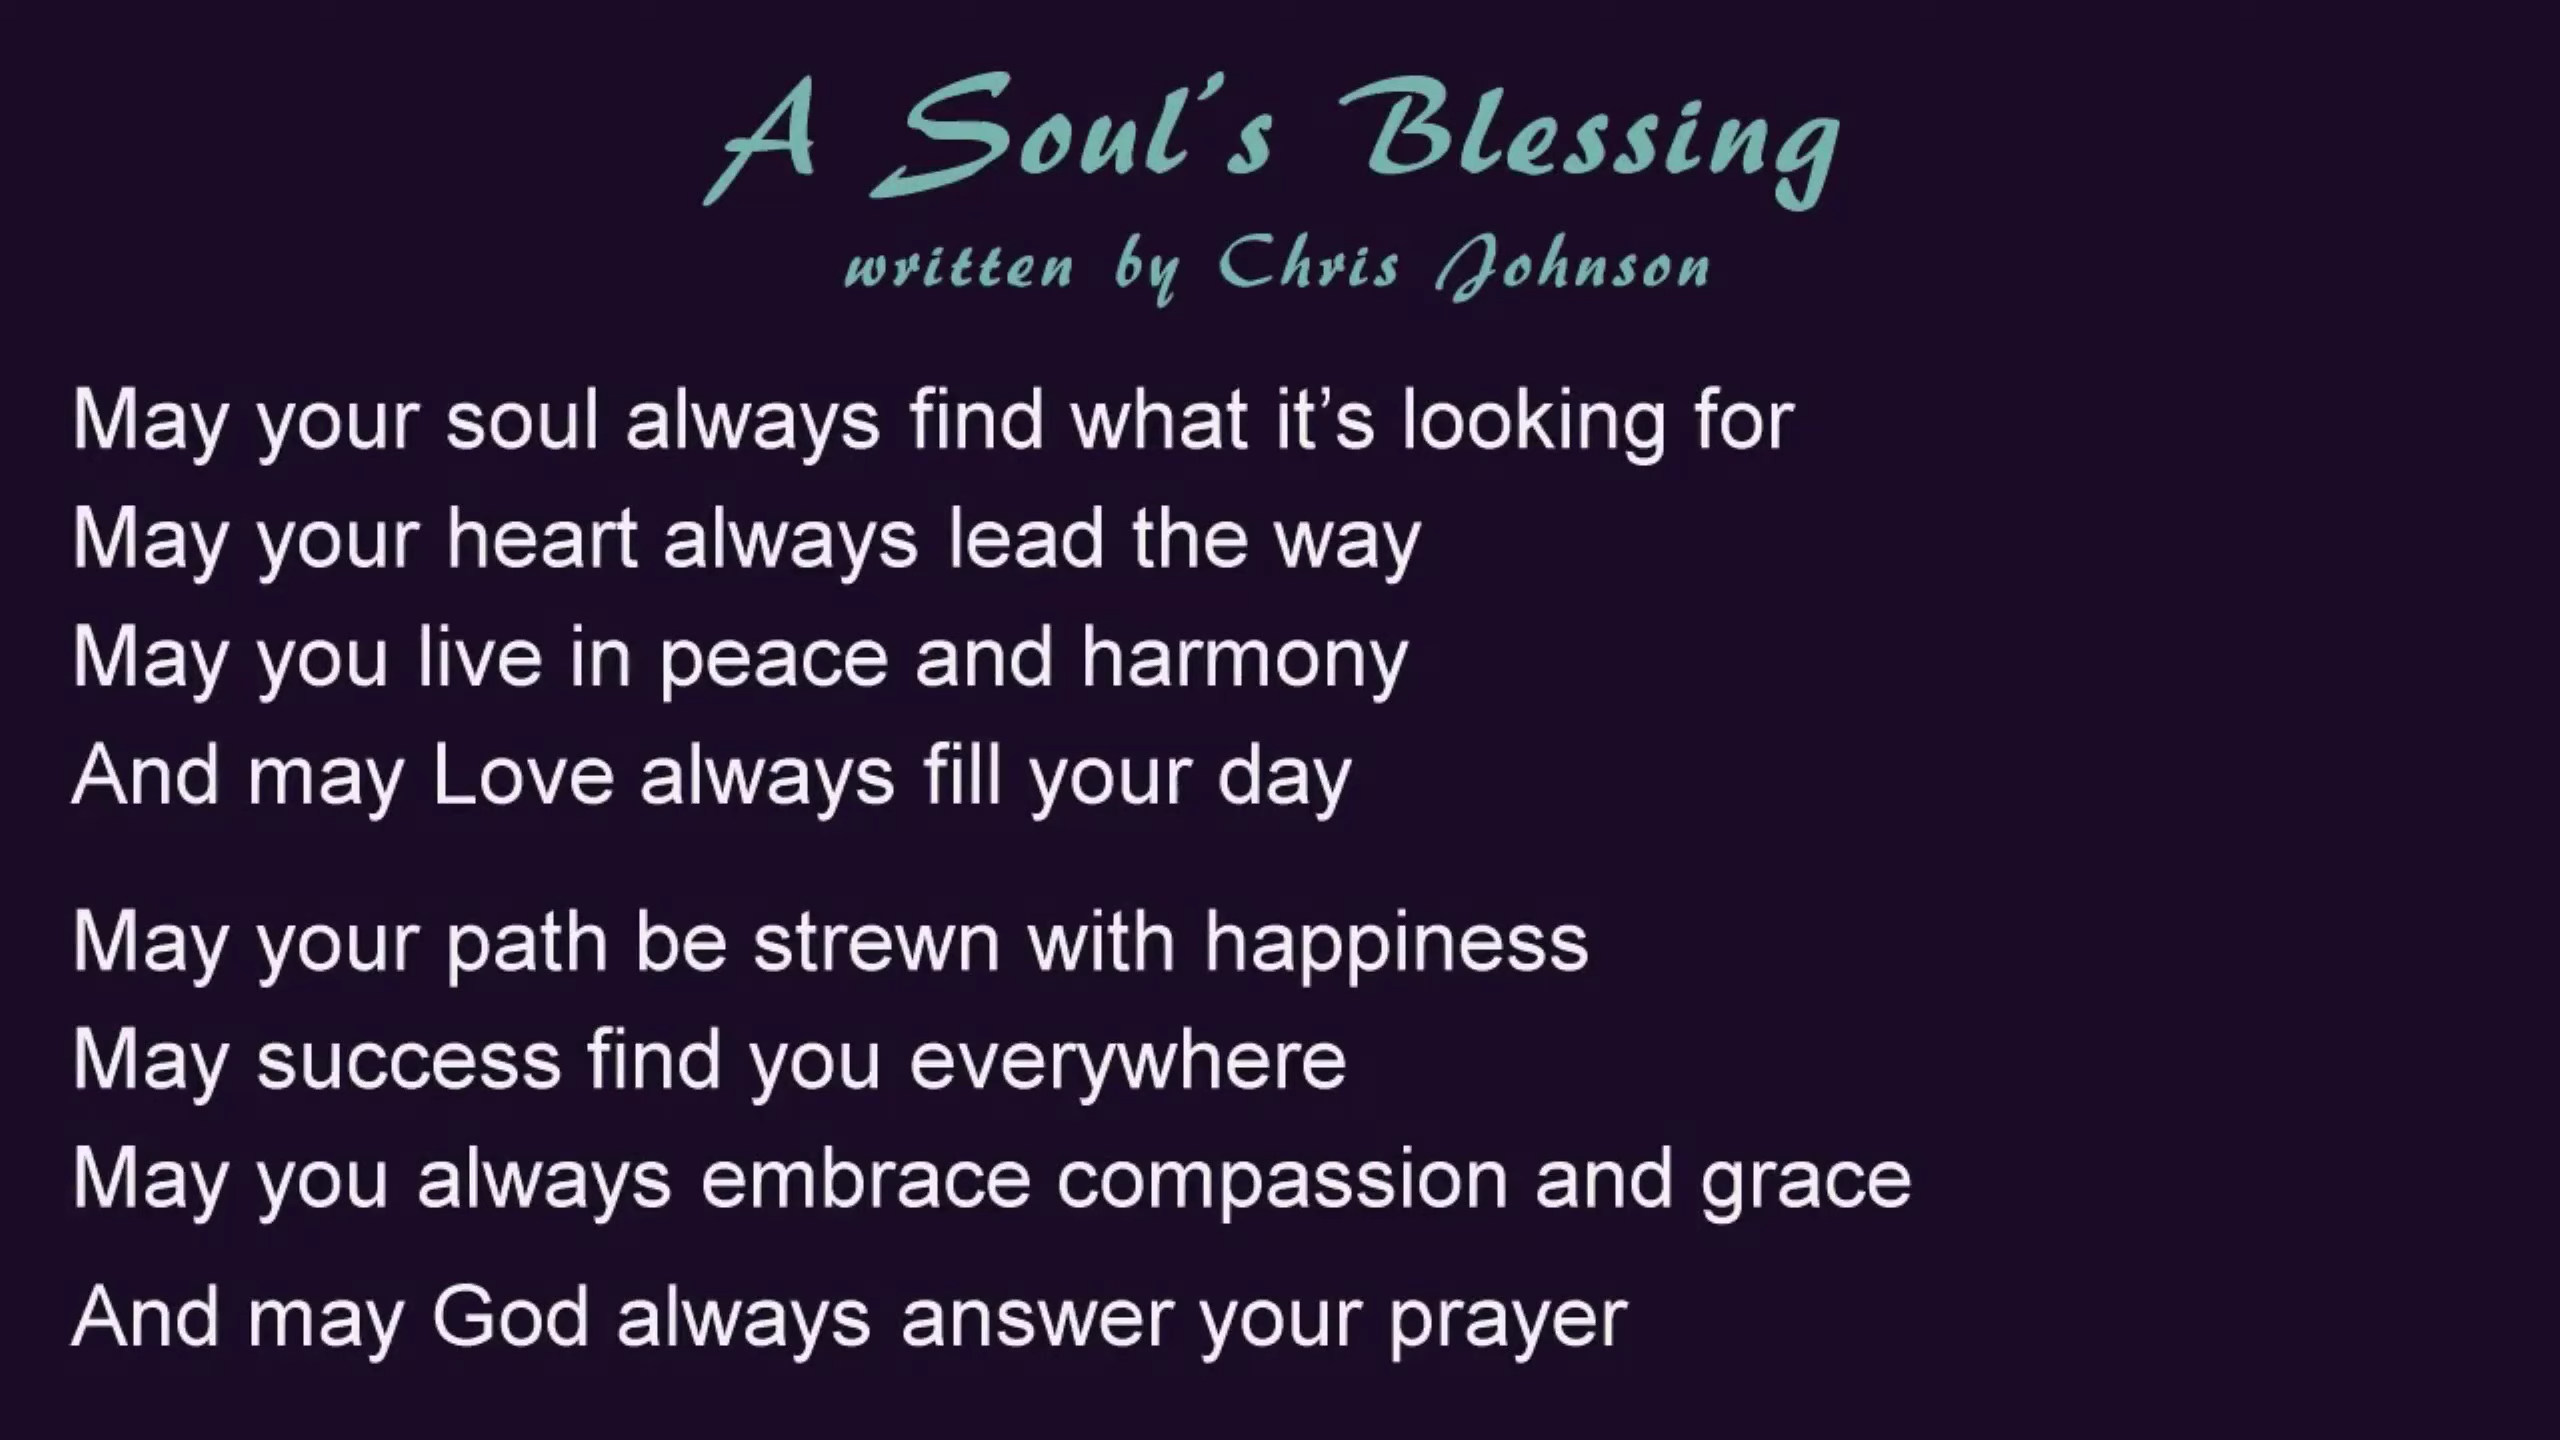 A Soul’s Blessing
written by Chris Johnson
May your soul always find what it’s looking for
May your heart always lead the way
May you live in peace and harmony
And may Love always fill your day
May your path be strewn with happiness
May success find you everywhere
May you always embrace compassion and grace
And may God always answer your prayer